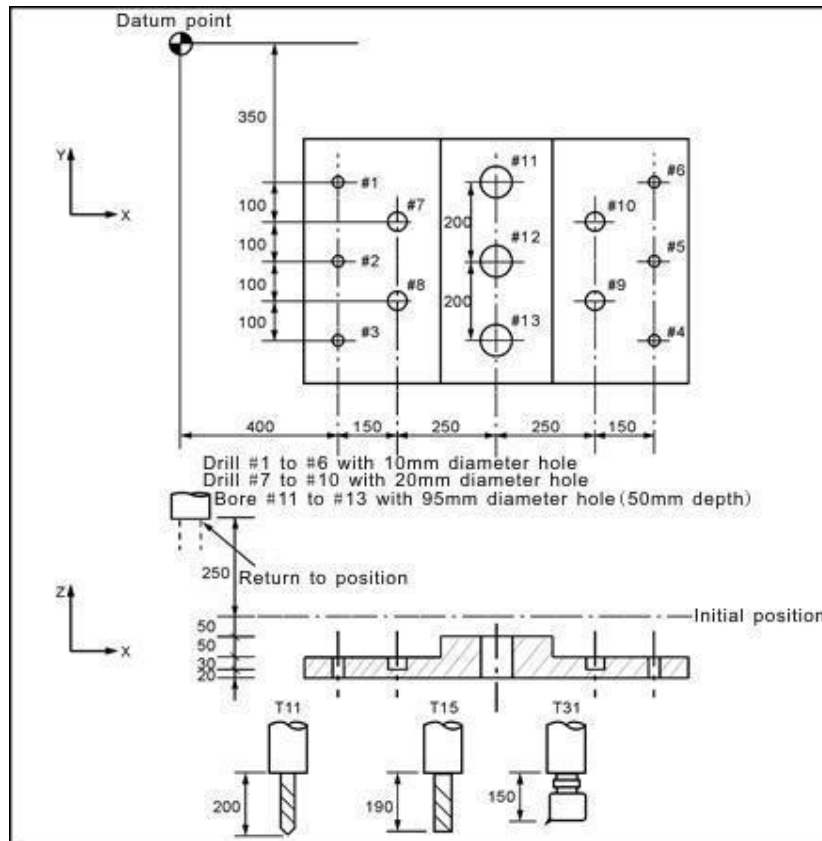 Datum point
350
Y
X
#1
#11
#6
100
#7
#10
200
100
#2
#12
#5
100
#8
#9
200
100
#3
#13
#4
400
150
250
250
150
Drill #1 to #6 with 10mm diameter hole
Drill #7 to #10 with 20mm diameter hole
Bore #11 to #13 with 95mm diameter hole(50mm depth)
250
Return to position
Z
X
Initial position
50
50
30
20
T11
T15
T31
200
190
150